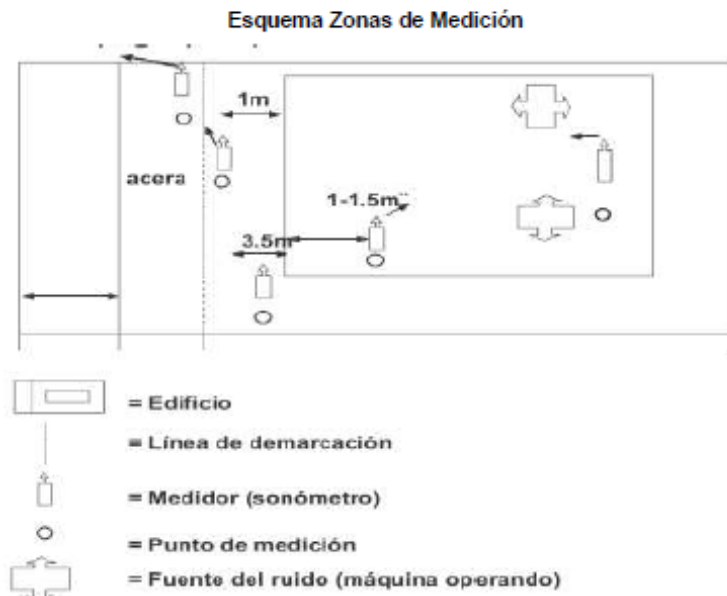 Esquema Zonas de Medición
1m
acera
1-1.5m
3.5m
= Edificio
= Línea de demarcación
= Medidor (sonómetro)
= Punto de medición
= Fuente del ruido (máquina operando)